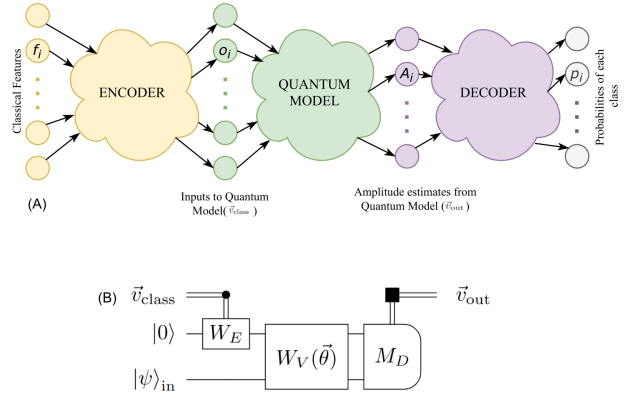 Classical Features
f_i
ENCODER
o_i
QUANTUM
MODEL
A_i
DECODER
p_i
Probabilities of each
class
Inputs to Quantum
Model(v⃗_class )
Amplitude estimates from
Quantum Model (v⃗_out)
(A)
(B)
v⃗_class
v⃗_out
|0⟩
W_E
W_V(θ⃗)
M_D
|ψ⟩_in